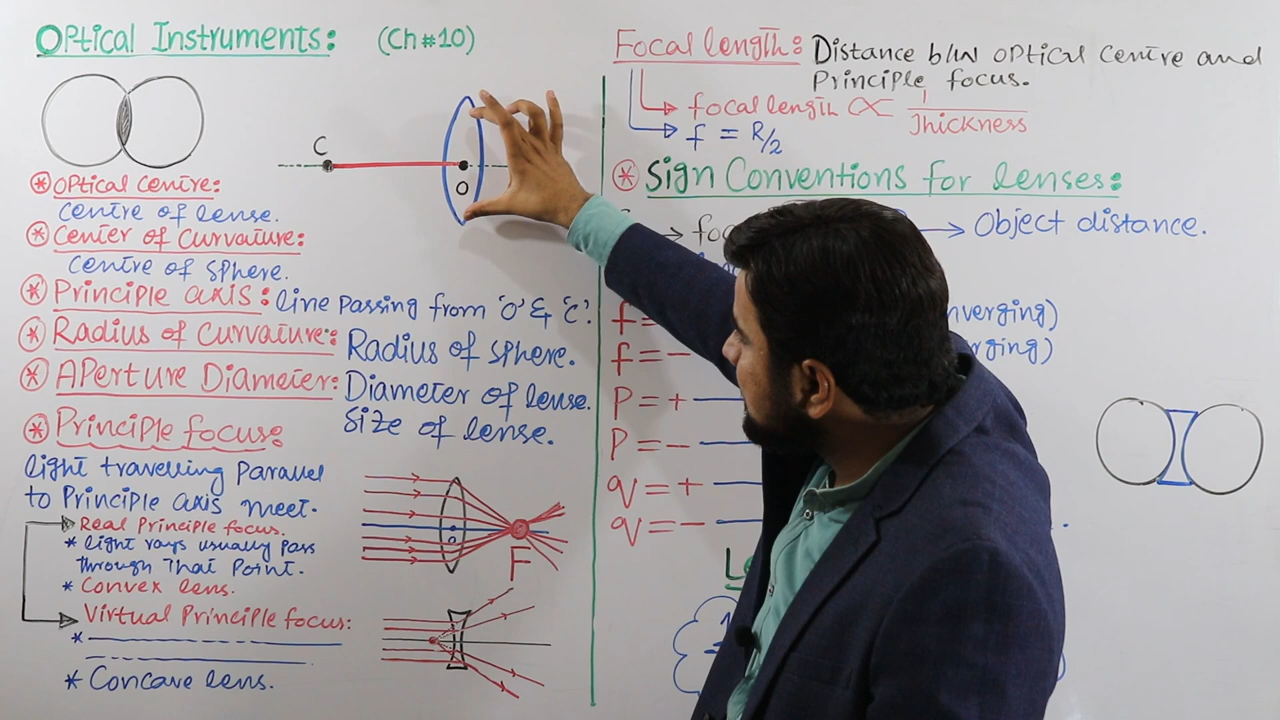 Optical Instruments: (Ch#10)
C
O
* Optical Centre:
Centre of lense.
* Center of Curvature:
Centre of sphere.
* Principle axis: line passing from 'O' & 'C'.
* Radius of Curvature: Radius of sphere.
* Aperture Diameter: Diameter of lense.
Size of lense.
* Principle focus:
light travelling Parallel
to Principle axis meet.
Real Principle focus.
* light rays usually pass
through That Point.
* Convex lens.
Virtual Principle focus:
*
* Concave lens.
F
Focal length: Distance b/w optical centre and
Principle focus.
focal length ∝ 1/Thickness
f = R/2
* Sign Conventions for lenses:
→ Object distance.
f=
nverging)
f = -
rging)
P = +
P = -
q = +
q = -